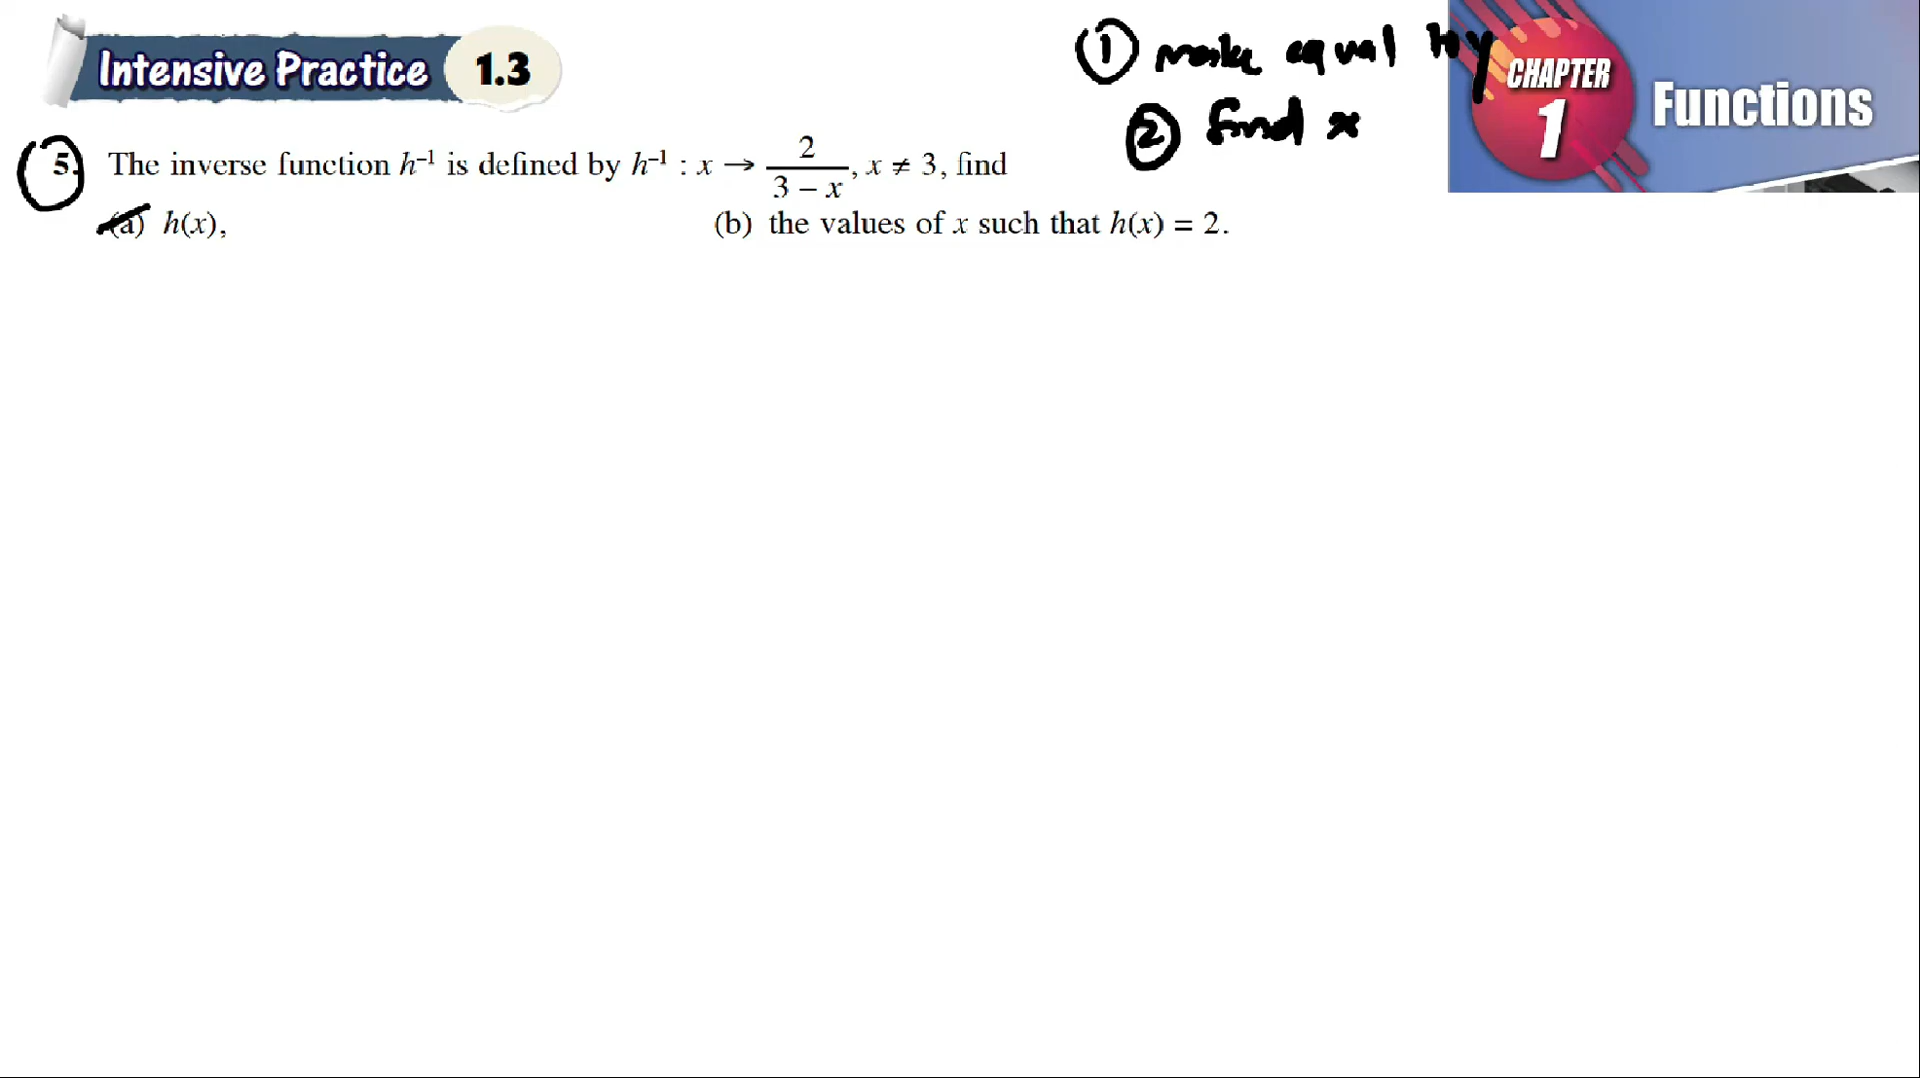 Intensive Practice 1.3
① make equal to y
② find x
CHAPTER 1 Functions
5. The inverse function h⁻¹ is defined by h⁻¹ : x → 2/(3 − x), x ≠ 3, find
(a) h(x),
(b) the values of x such that h(x) = 2.